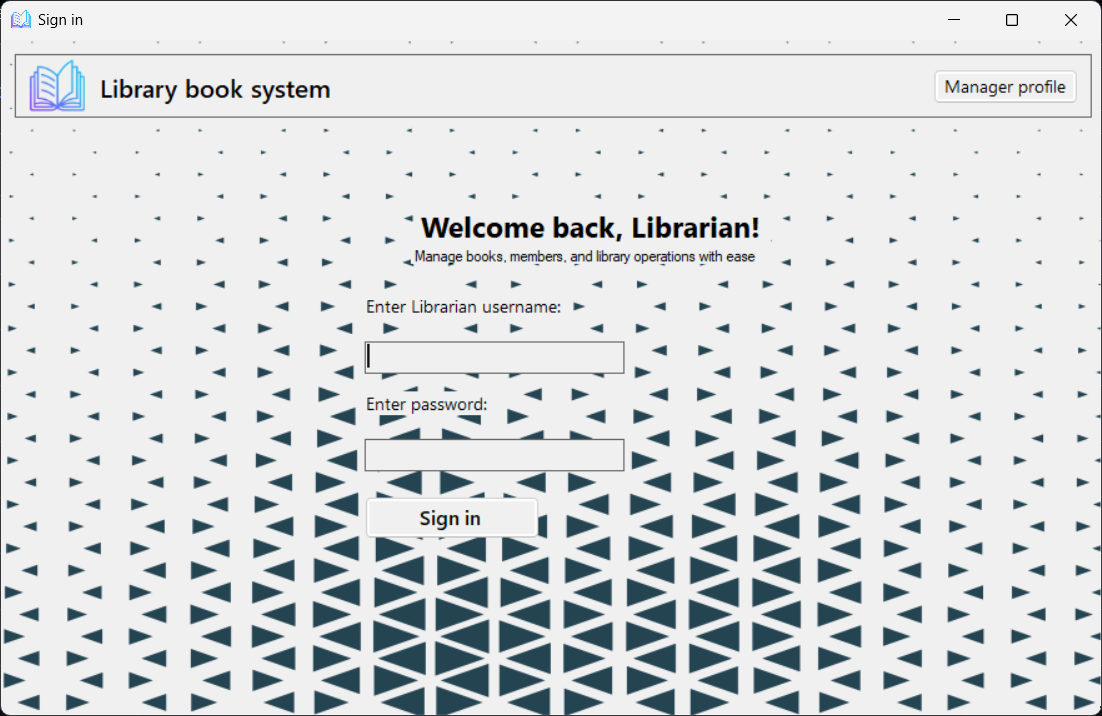 Sign in
Library book system
Manager profile
Welcome back, Librarian!
Manage books, members, and library operations with ease
Enter Librarian username:
Enter password:
Sign in